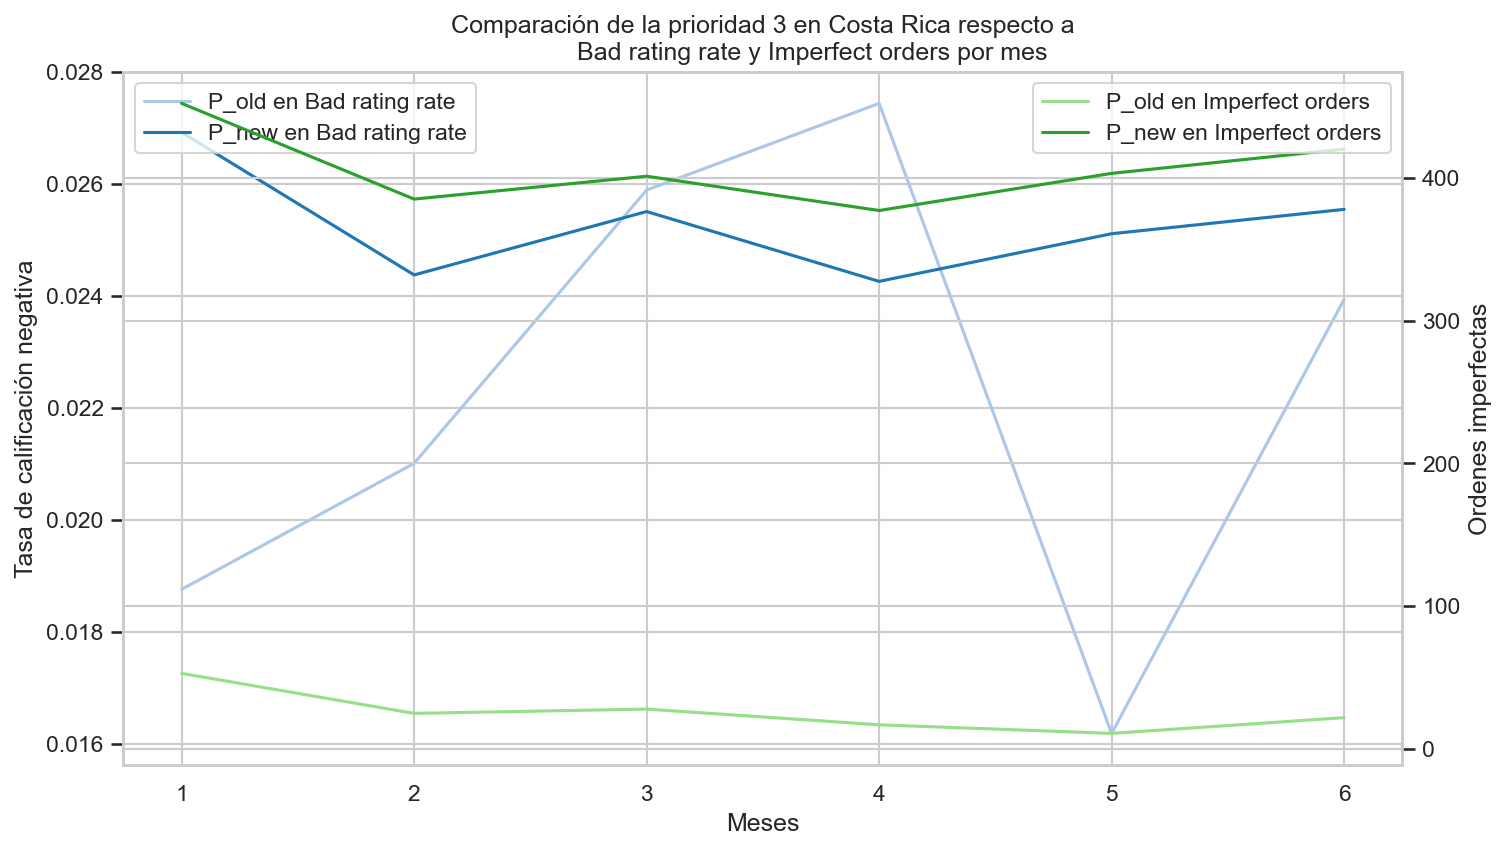 Comparación de la prioridad 3 en Costa Rica respecto a
Bad rating rate y Imperfect orders por mes
P_old en Bad rating rate
P_new en Bad rating rate
P_old en Imperfect orders
P_new en Imperfect orders
Tasa de calificación negativa
0.028
0.026
0.024
0.022
0.020
0.018
0.016
400
300
200
100
0
Ordenes imperfectas
1 2 3 4 5 6
Meses